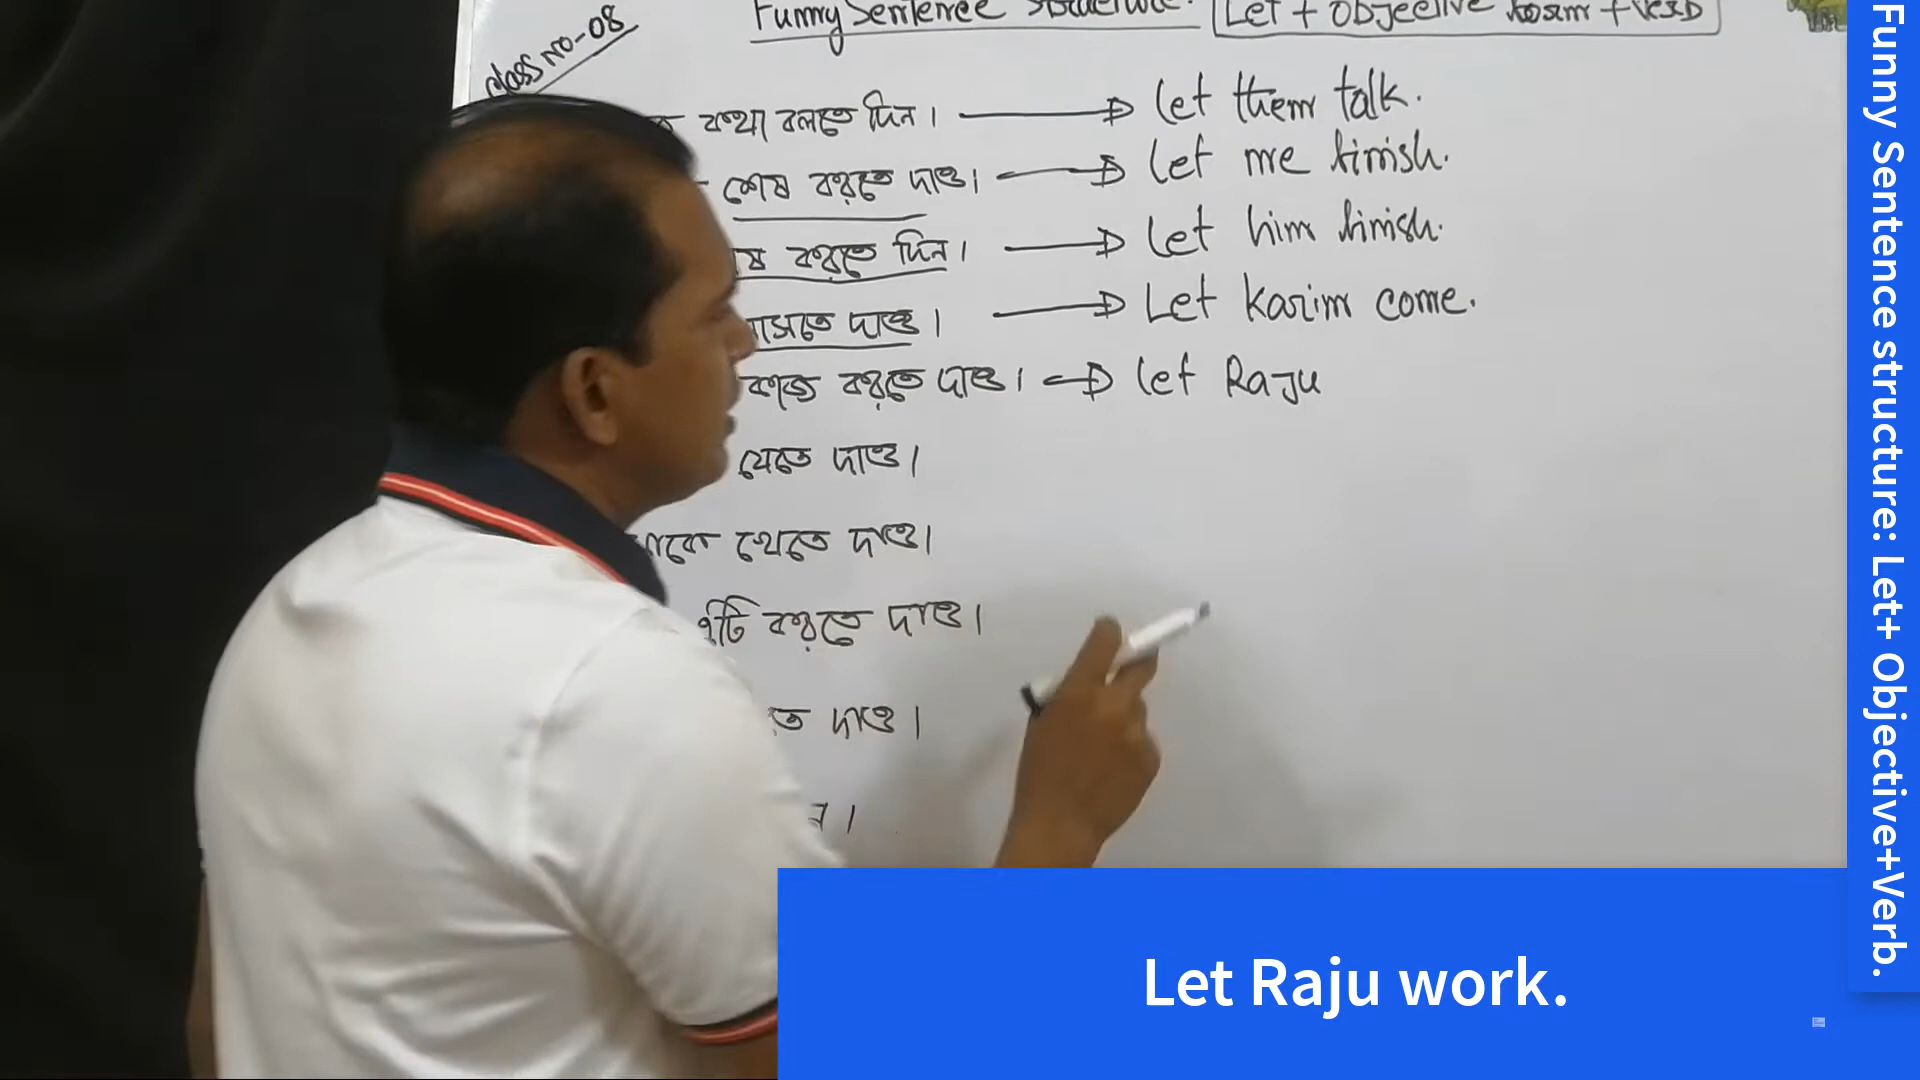 Funny Sentence Structure. Let + Objective form + Verb
Class No-08
কথা বলতে দিন। Let them talk.
শেষ করতে দাও। Let me finish.
করতে দিন। Let him finish.
দাও। Let Karim come.
কাজ করতে দাও। Let Raju
যেতে দাও।
খেতে দাও।
করতে দাও।
দাও।
Let Raju work.
Funny Sentence structure: Let+ Objective+Verb.